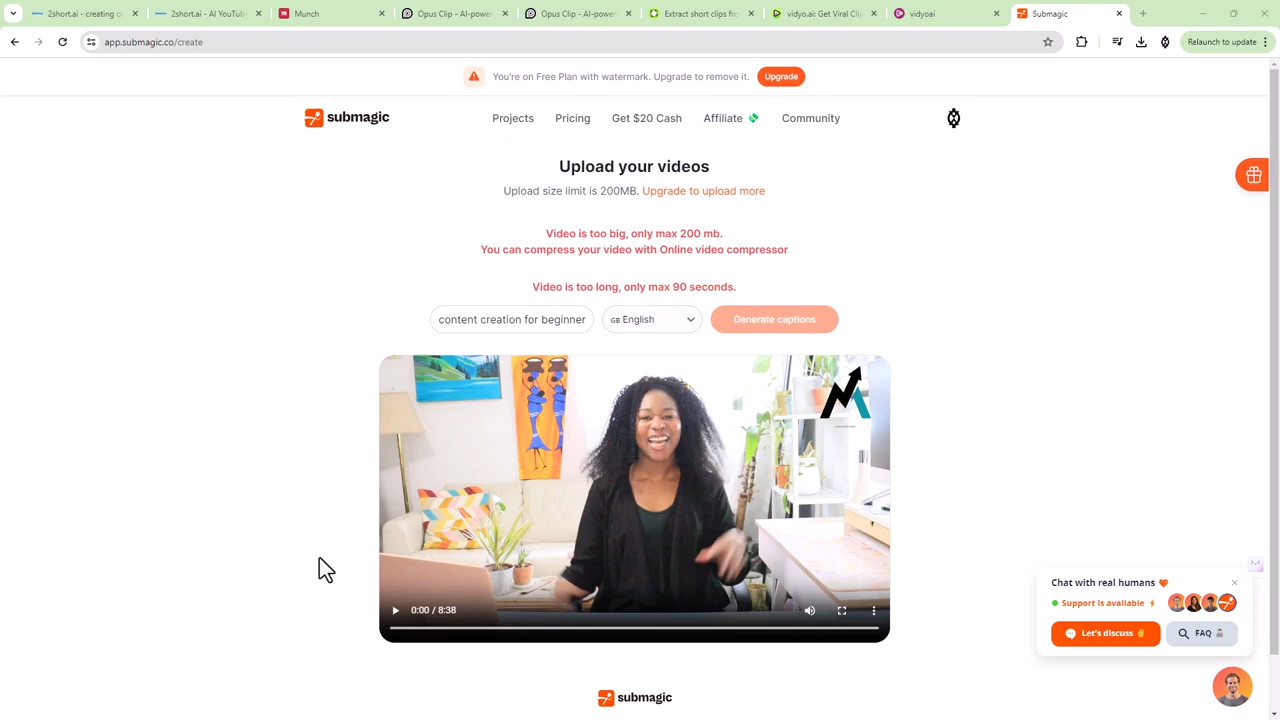 2short.ai - creating co
2short.ai - AI YouTub
Munch
Opus Clip - AI-power
Opus Clip - AI-power
Extract short clips fro
vidyo.ai: Get Viral Cli
vidyoai
Submagic
app.submagic.co/create
Relaunch to update
You're on Free Plan with watermark. Upgrade to remove it.
Upgrade
submagic
Projects
Pricing
Get $20 Cash
Affiliate
Community
Upload your videos
Upload size limit is 200MB. Upgrade to upload more
Video is too big, only max 200 mb.
You can compress your video with Online video compressor
Video is too long, only max 90 seconds.
content creation for beginner
GB English
Generate captions
0:00 / 8:38
Chat with real humans
Support is available
Let's discuss
FAQ
submagic